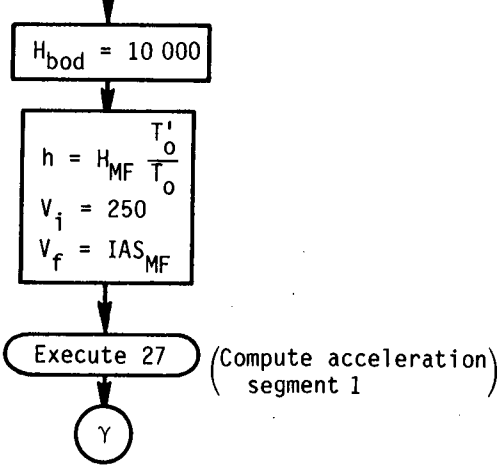 H_bod = 10 000
h = H_MF T'_o / T_o
V_i = 250
V_f = IAS_MF
Execute 27
(Compute acceleration
segment 1)
γ